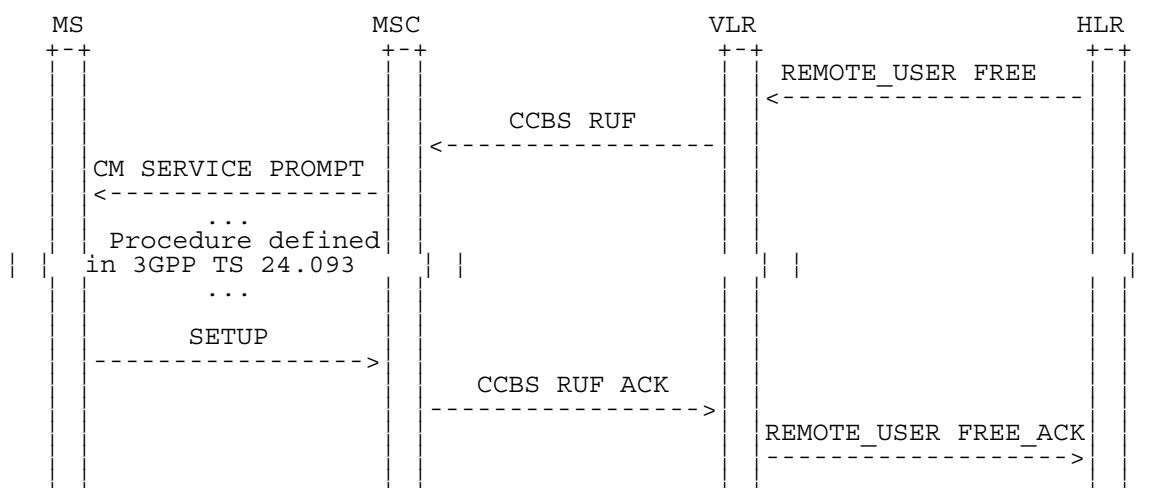 MS MSC VLR HLR
REMOTE_USER FREE
CCBS RUF
CM SERVICE PROMPT
...
Procedure defined
in 3GPP TS 24.093
...
SETUP
CCBS RUF ACK
REMOTE_USER FREE_ACK